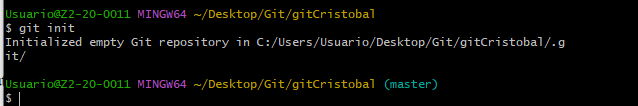 Usuario@Z2-20-0011 MINGW64 ~/Desktop/Git/gitCristobal
$ git init
Initialized empty Git repository in C:/Users/Usuario/Desktop/Git/gitCristobal/.g
it/
Usuario@Z2-20-0011 MINGW64 ~/Desktop/Git/gitCristobal (master)
$